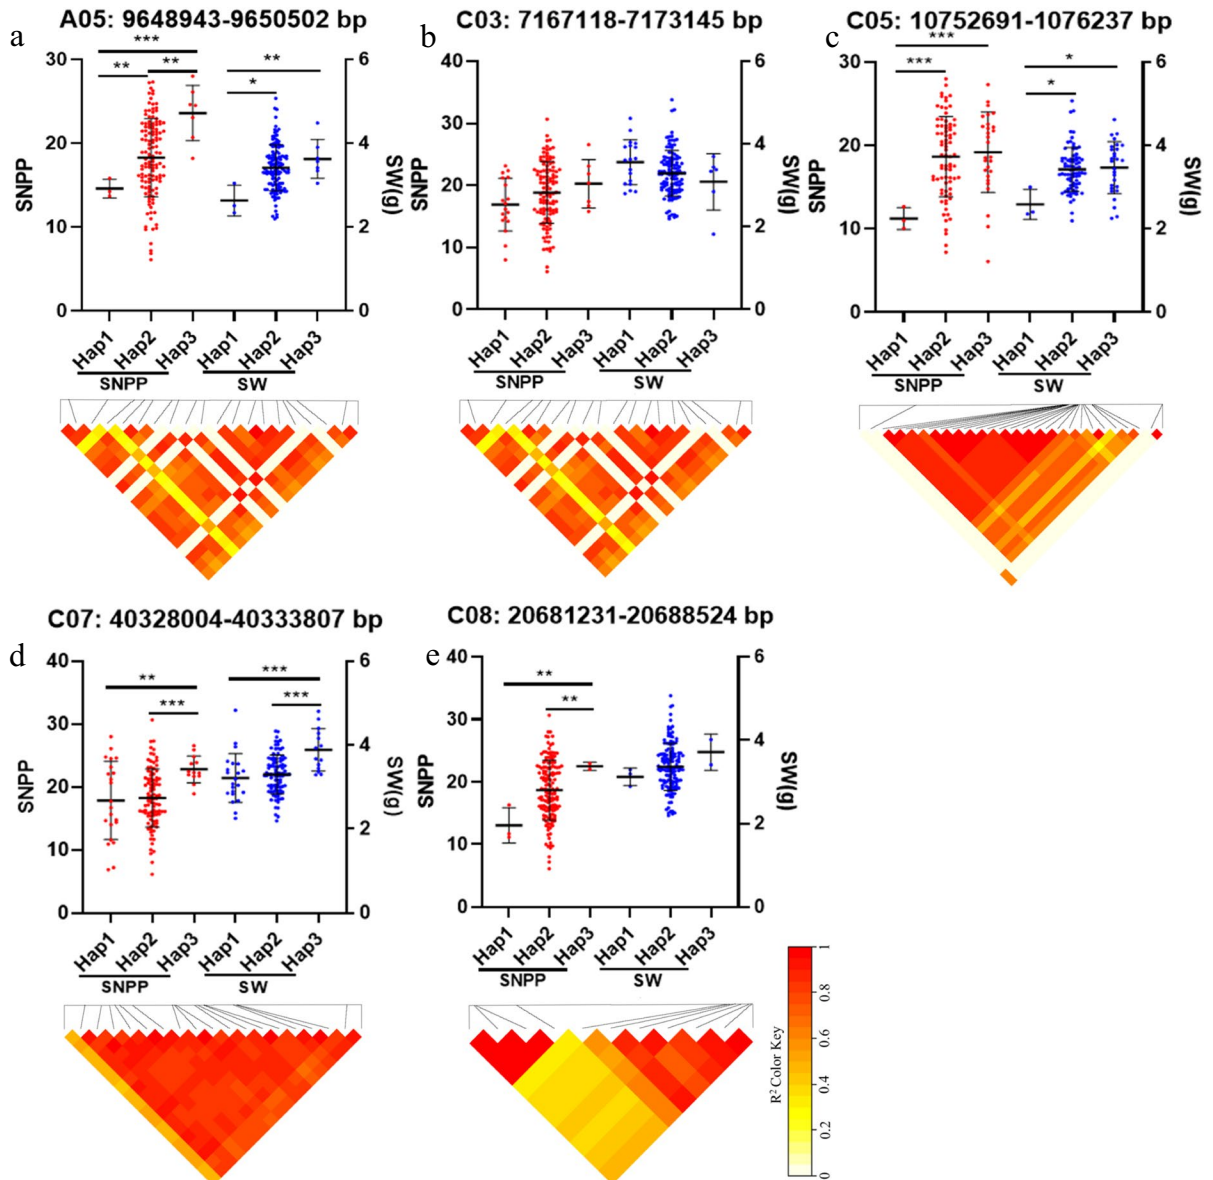 A05: 9648943-9650502 bp
C03: 7167118-7173145 bp
C05: 10752691-1076237 bp
a
***
**
**
**
*
30
20
10
0
SNPP
6
4
2
0
SW(g)
Hap1
Hap2
Hap3
Hap1
Hap2
Hap3
SNPP
SW
b
40
30
20
10
0
SNPP
6
4
2
0
SW(g)
Hap1
Hap2
Hap3
Hap1
Hap2
Hap3
SNPP
SW
c
***
***
*
*
30
20
10
0
SNPP
6
4
2
0
SW(g)
Hap1
Hap2
Hap3
Hap1
Hap2
Hap3
SNPP
SW
C07: 40328004-40333807 bp
C08: 20681231-20688524 bp
d
**
***
***
***
40
30
20
10
0
SNPP
6
4
2
0
SW(g)
Hap1
Hap2
Hap3
Hap1
Hap2
Hap3
SNPP
SW
e
**
**
40
30
20
10
0
SNPP
6
4
2
0
SW(g)
Hap1
Hap2
Hap3
Hap1
Hap2
Hap3
SNPP
SW
R² Color Key
1
0.8
0.6
0.4
0.2
0